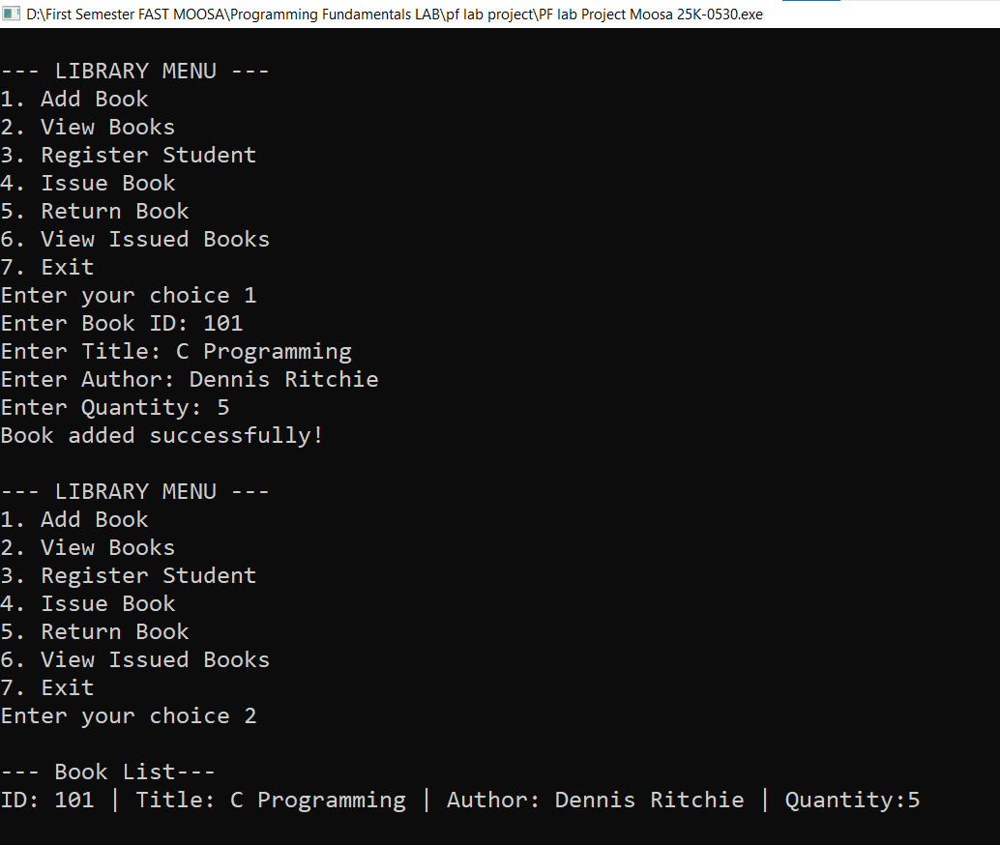 D:\First Semester FAST MOOSA\Programming Fundamentals LAB\pf lab project\PF lab Project Moosa 25K-0530.exe
--- LIBRARY MENU ---
1. Add Book
2. View Books
3. Register Student
4. Issue Book
5. Return Book
6. View Issued Books
7. Exit
Enter your choice 1
Enter Book ID: 101
Enter Title: C Programming
Enter Author: Dennis Ritchie
Enter Quantity: 5
Book added successfully!
--- LIBRARY MENU ---
1. Add Book
2. View Books
3. Register Student
4. Issue Book
5. Return Book
6. View Issued Books
7. Exit
Enter your choice 2
--- Book List---
ID: 101 | Title: C Programming | Author: Dennis Ritchie | Quantity:5